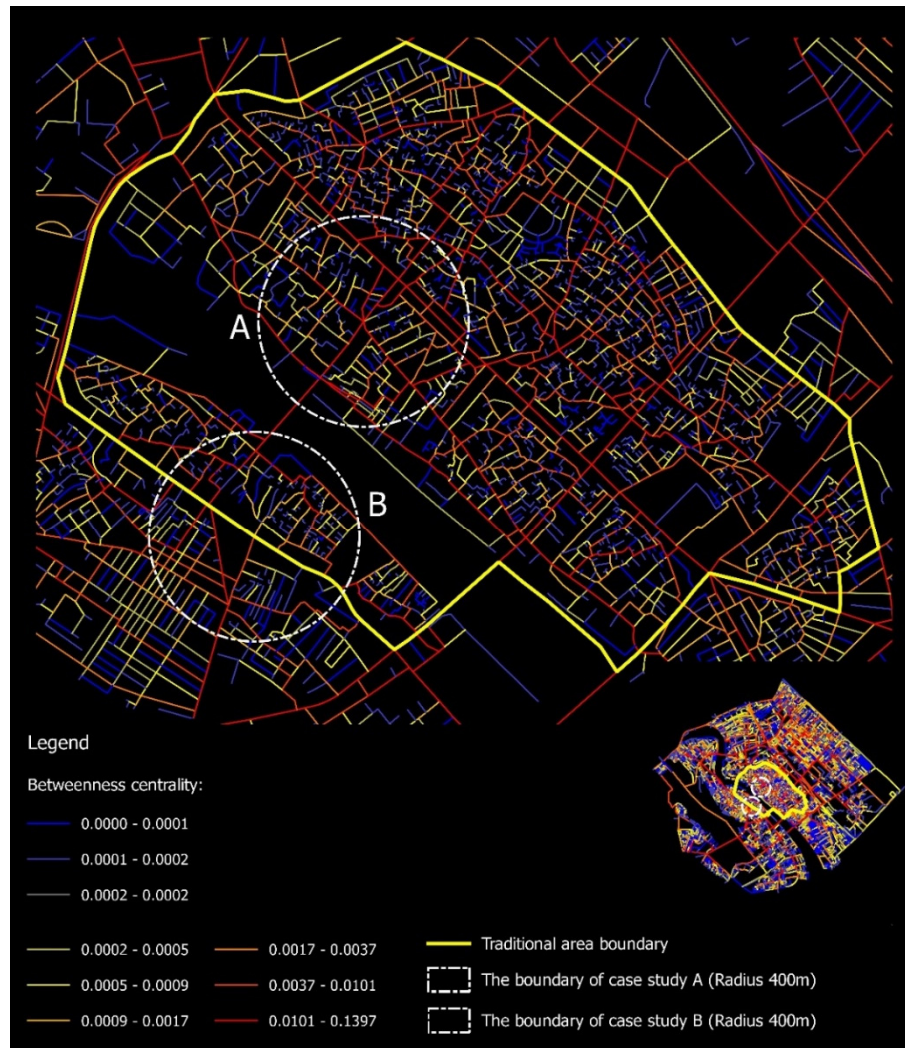 A
B
Legend
Betweenness centrality:
0.0000 - 0.0001
0.0001 - 0.0002
0.0002 - 0.0002
0.0002 - 0.0005
0.0005 - 0.0009
0.0009 - 0.0017
0.0017 - 0.0037
0.0037 - 0.0101
0.0101 - 0.1397
Traditional area boundary
The boundary of case study A (Radius 400m)
The boundary of case study B (Radius 400m)